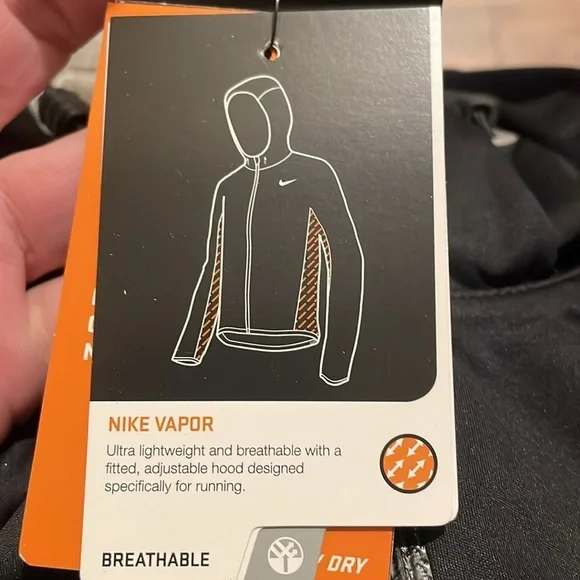 NIKE VAPOR
Ultra lightweight and breathable with a
fitted, adjustable hood designed
specifically for running.
BREATHABLE
DRY